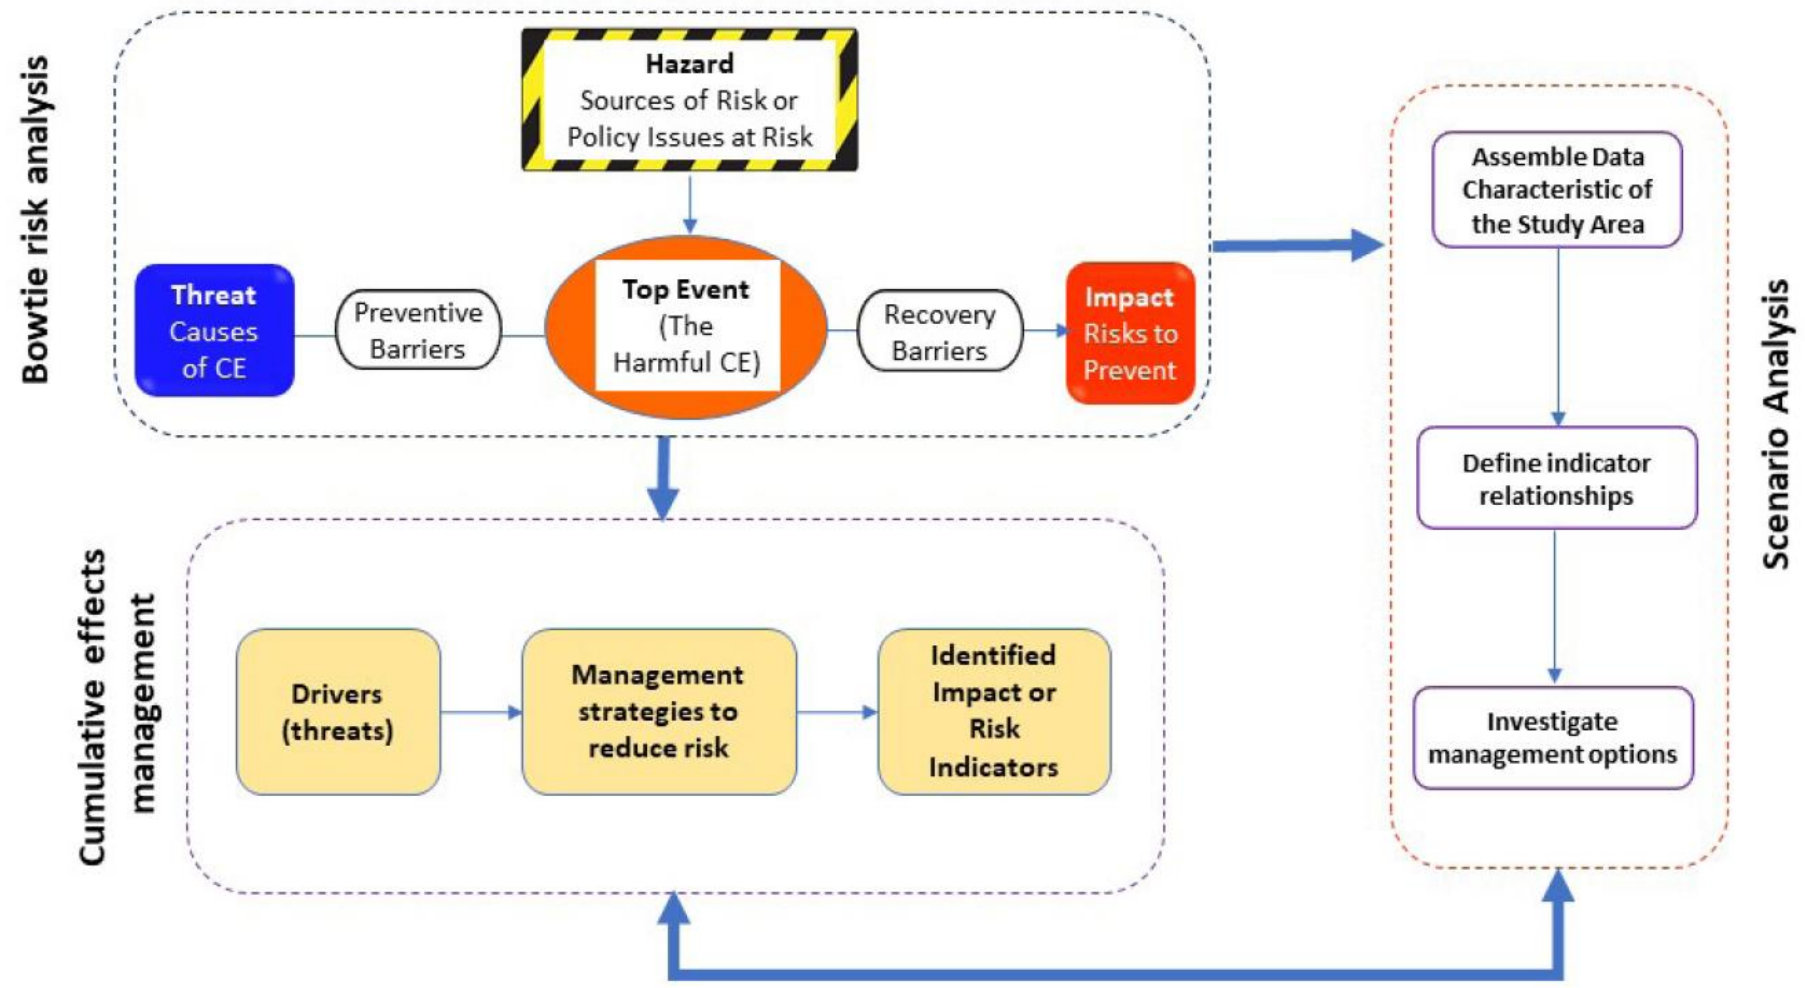 Bowtie risk analysis
Hazard
Sources of Risk or
Policy Issues at Risk
Threat
Causes
of CE
Preventive
Barriers
Top Event
(The
Harmful CE)
Recovery
Barriers
Impact
Risks to
Prevent
Cumulative effects
management
Drivers
(threats)
Management
strategies to
reduce risk
Identified
Impact or
Risk
Indicators
Assemble Data
Characteristic of
the Study Area
Define indicator
relationships
Investigate
management options
Scenario Analysis